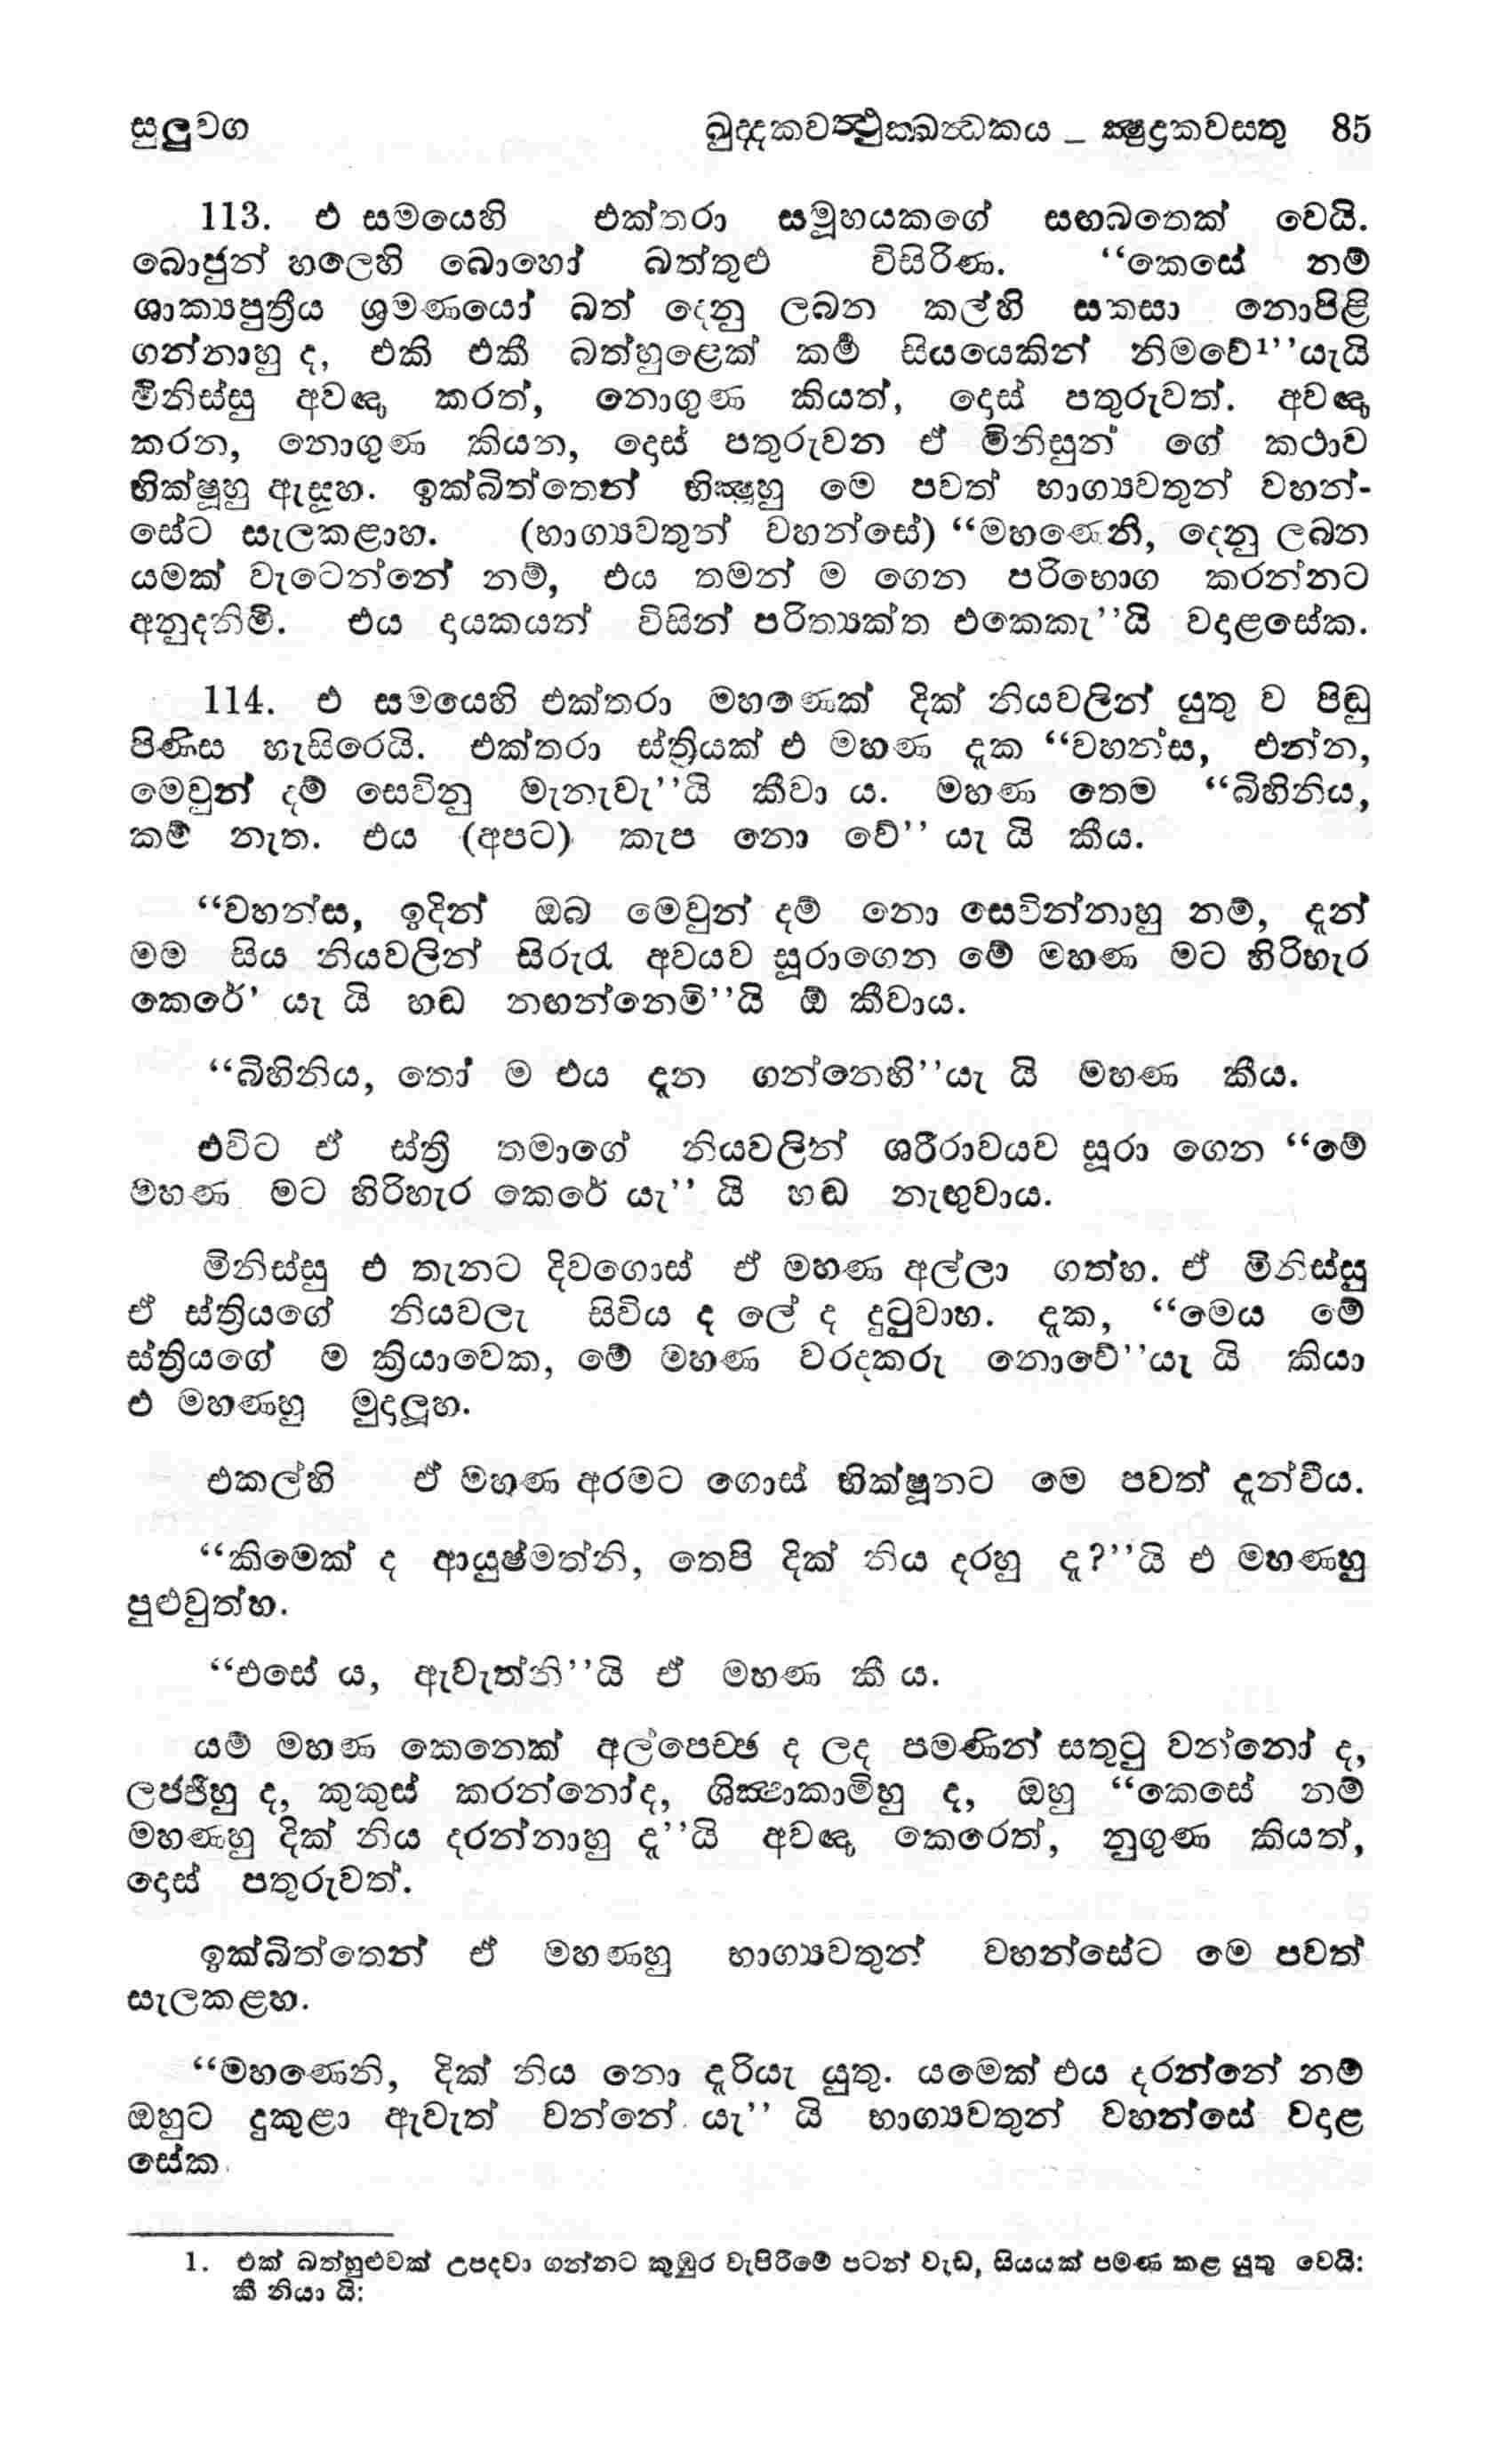 සුලුවග ඛුද්දකවත්ථුක්ඛන්ධකය _ ක්ෂුද්‍රකවසතු 85
113. එ සමයෙහි එක්තරා සමූහයකගේ සඟබතෙක් වෙයි.
බොජුන් හලෙහි බොහෝ බත්තුළු විසිරිණ. “කෙසේ නම්
ශාක්‍යපුත්‍රීය ශ්‍රමණයෝ බත් දෙනු ලබන කල්හි සකසා නොපිළි
ගන්නාහු ද, එකි එකී බත්හුළෙක් කර්ම සියයෙකින් නිමවේ1’’යැයි
මිනිස්සු අවඥා කරත්, නොගුණ කියත්, දොස් පතුරුවත්. අවඥා
කරන, නොගුණ කියන, දොස් පතුරුවන ඒ මිනිසුන් ගේ කථාව
භික්ෂූහු ඇසූහ. ඉක්බිත්තෙන් භික්ෂූහු මෙ පවත් භාග්‍යවතුන් වහන්-
සේට සැලකළාහ. (භාග්‍යවතුන් වහන්සේ) “මහණෙනි, දෙනු ලබන
යමක් වැටෙන්නේ නම්, එය තමන් ම ගෙන පරිභොග කරන්නට
අනුදනිමි. එය දායකයන් විසින් පරිත්‍යක්ත එකෙකැ’’යි වදාළසේක.
114. එ සමයෙහි එක්තරා මහණෙක් දික් නියවලින් යුතු ව පිඬු
පිණිස හැසිරෙයි. එක්තරා ස්ත්‍රියක් එ මහණ දැක “වහන්ස, එන්න,
මෙවුන් දම් සෙවිනු මැනැවැ’’යි කීවා ය. මහණ තෙම “බිහිනිය,
කම් නැත. එය (අපට) කැප නො වේ’’ යැ යි කීය.
“වහන්ස, ඉදින් ඔබ මෙවුන් දම් නො සෙවින්නාහු නම්, දැන්
මම සිය නියවලින් සිරුරැ අවයව සූරාගෙන මේ මහණ මට හිරිහැර
කෙරේ’ යැ යි හඬ නඟන්නෙමි’’යි ඕ කීවාය.
“බිහිනිය, තෝ ම එය දැන ගන්නෙහි’’යැ යි මහණ කීය.
එවිට ඒ ස්ත්‍රී තමාගේ නියවලින් ශරීරාවයව සූරා ගෙන “මේ
මහණ මට හිරිහැර කෙරේ යැ’’ යි හඬ නැඟුවාය.
මිනිස්සු එ තැනට දිවගොස් ඒ මහණ අල්ලා ගත්හ. ඒ මිනිස්සු
ඒ ස්ත්‍රියගේ නියවලැ සිවිය ද ලේ ද දුටුවාහ. දැක, “මෙය මේ
ස්ත්‍රියගේ ම ක්‍රියාවෙක, මේ මහණ වරදකරු නොවේ’’යැ යි කියා
එ මහණහු මුදාලූහ.
එකල්හි ඒ මහණ අරමට ගොස් භික්ෂූනට මෙ පවත් දැන්වීය.
“කිමෙක් ද ආයුෂ්මත්නි, තෙපි දික් නිය දරහු දැ?’’යි එ මහණහු
පුළුවුත්හ.
“එසේ ය, ඇවැත්නි’’යි ඒ මහණ කී ය.
යම් මහණ කෙනෙක් අල්පෙච්ඡ ද ලද පමණින් සතුටු වන්නෝ ද,
ලජ්ජීහු ද, කුකුස් කරන්නෝද, ශික්ෂාකාමිහු ද, ඔහු “කෙසේ නම්
මහණහු දික් නිය දරන්නාහු දැ’’යි අවඥා කෙරෙත්, නුගුණ කියත්,
දොස් පතුරුවත්.
ඉක්බිත්තෙන් ඒ මහණහු භාග්‍යවතුන් වහන්සේට මෙ පවත්
සැලකළහ.
“මහණෙනි, දික් නිය නො දැරියැ යුතු. යමෙක් එය දරන්නේ නම්
ඔහුට දුකුළා ඇවැත් වන්නේ යැ’’ යි භාග්‍යවතුන් වහන්සේ වදාළ
සේක.
1. එක් බත්හුළුවක් උපදවා ගන්නට කුඹුර වැපිරීමේ පටන් වැඩ, සියයක් පමණ කළ යුතු වෙයි:
කී නියා යි: